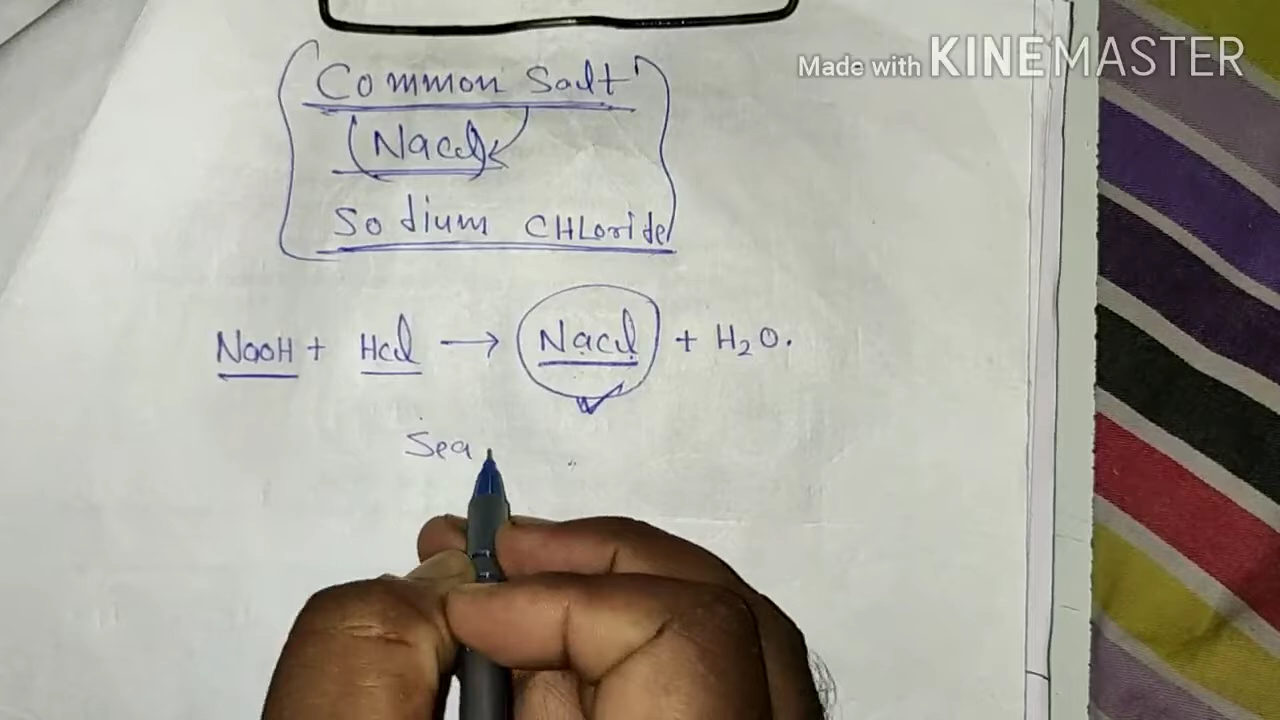 Made with KINEMASTER
Common Salt
(Nacl)
Sodium CHLoride
NaoH + Hcl → Nacl + H2O.
Sea